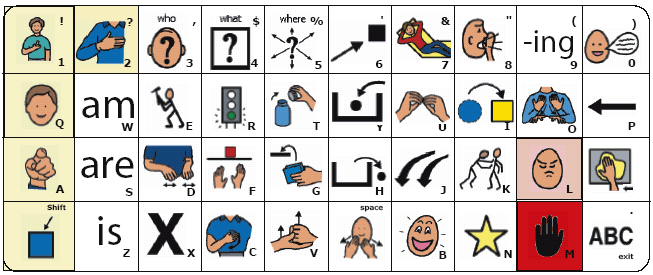 ! 1
? 2
who , 3
what $ 4
where % 5
' 6
& 7
" 8
-ing ( 9
) 0
Q
am W
E
R
T
Y
U
I
O
P
A
are S
D
F
G
H
J
K
L
Shift
is Z
X X
C
V
space
B
N
M
ABC . exit